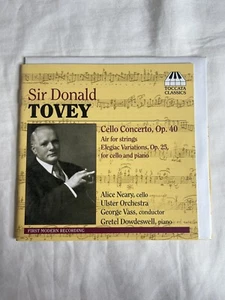 TOCCATA
CLASSICS
Sir Donald
TOVEY
Cello Concerto, Op. 40
Air for strings
Elegiac Variations, Op. 25,
for cello and piano
Alice Neary, cello
Ulster Orchestra
George Vass, conductor
Gretel Dowdeswell, piano
FIRST MODERN RECORDING